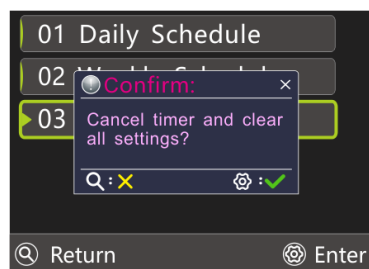 01 Daily Schedule
02
Confirm:
03
Cancel timer and clear
all settings?
Return
Enter